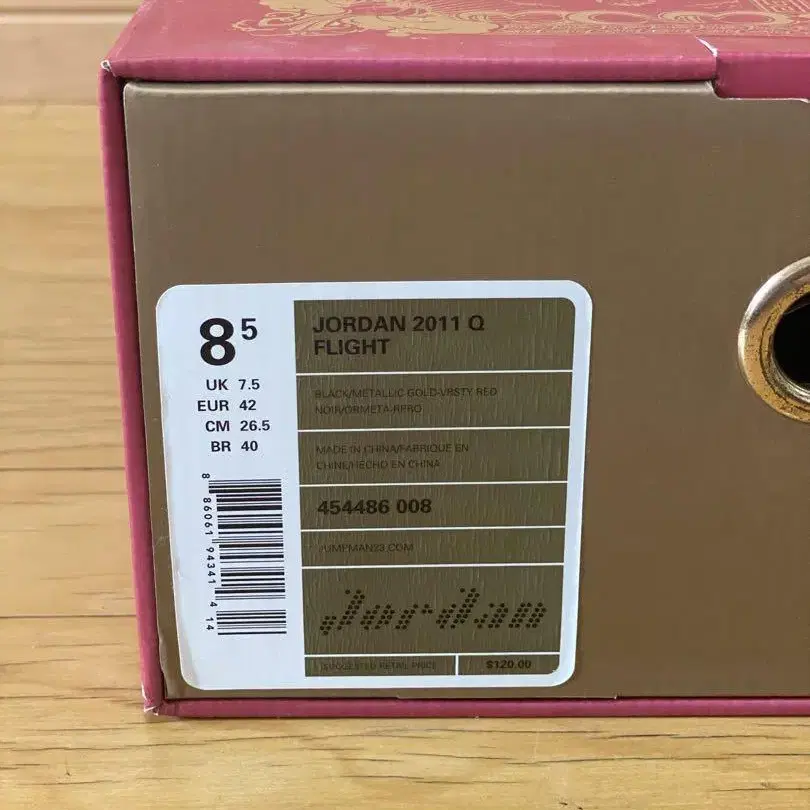 8 5
UK 7.5
EUR 42
CM 26.5
BR 40
8 86061 94341 4 14
JORDAN 2011 Q
FLIGHT
BLACK/METALLIC GOLD-VRSTY RED
NOIR/ORMETA-RFRO
MADE IN CHINA/FABRIQUE EN
CHINE/HECHO EN CHINA
454486 008
JUMPMAN23.COM
Jordan
SUGGESTED RETAIL PRICE
$120.00